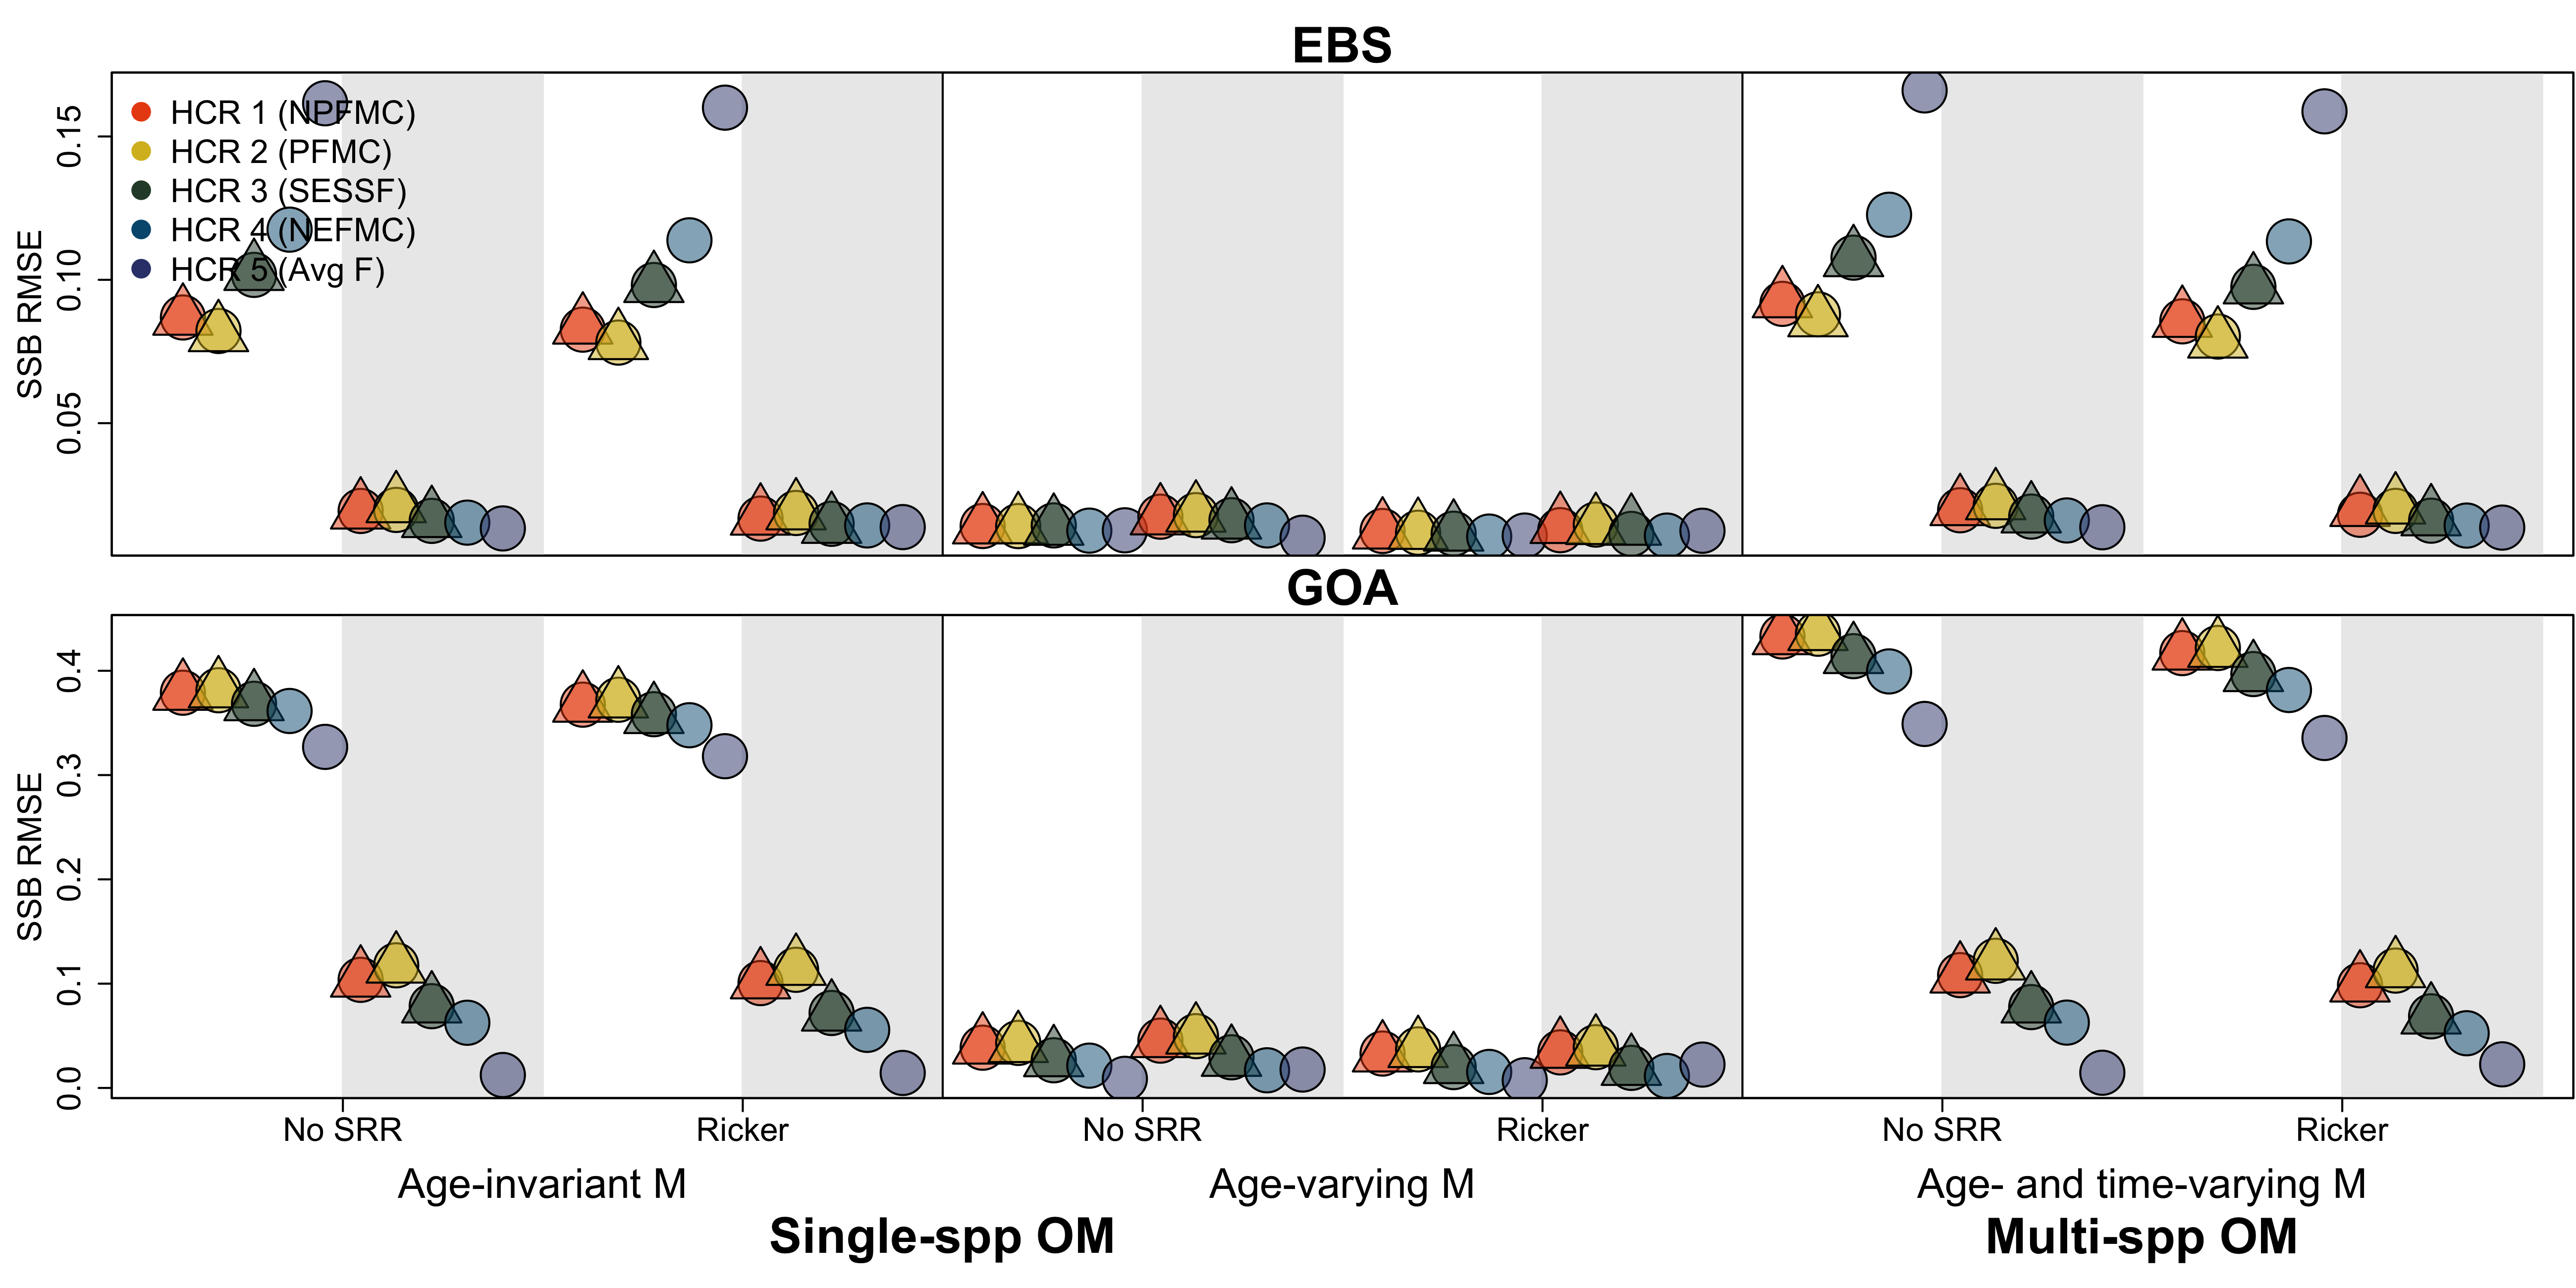 EBS
SSB RMSE
0.15
0.10
0.05
HCR 1 (NPFMC)
HCR 2 (PFMC)
HCR 3 (SESSF)
HCR 4 (NEFMC)
HCR 5 (Avg F)
GOA
SSB RMSE
0.4
0.3
0.2
0.1
0.0
No SRR Ricker No SRR Ricker No SRR Ricker
Age-invariant M Age-varying M Age- and time-varying M
Single-spp OM Multi-spp OM